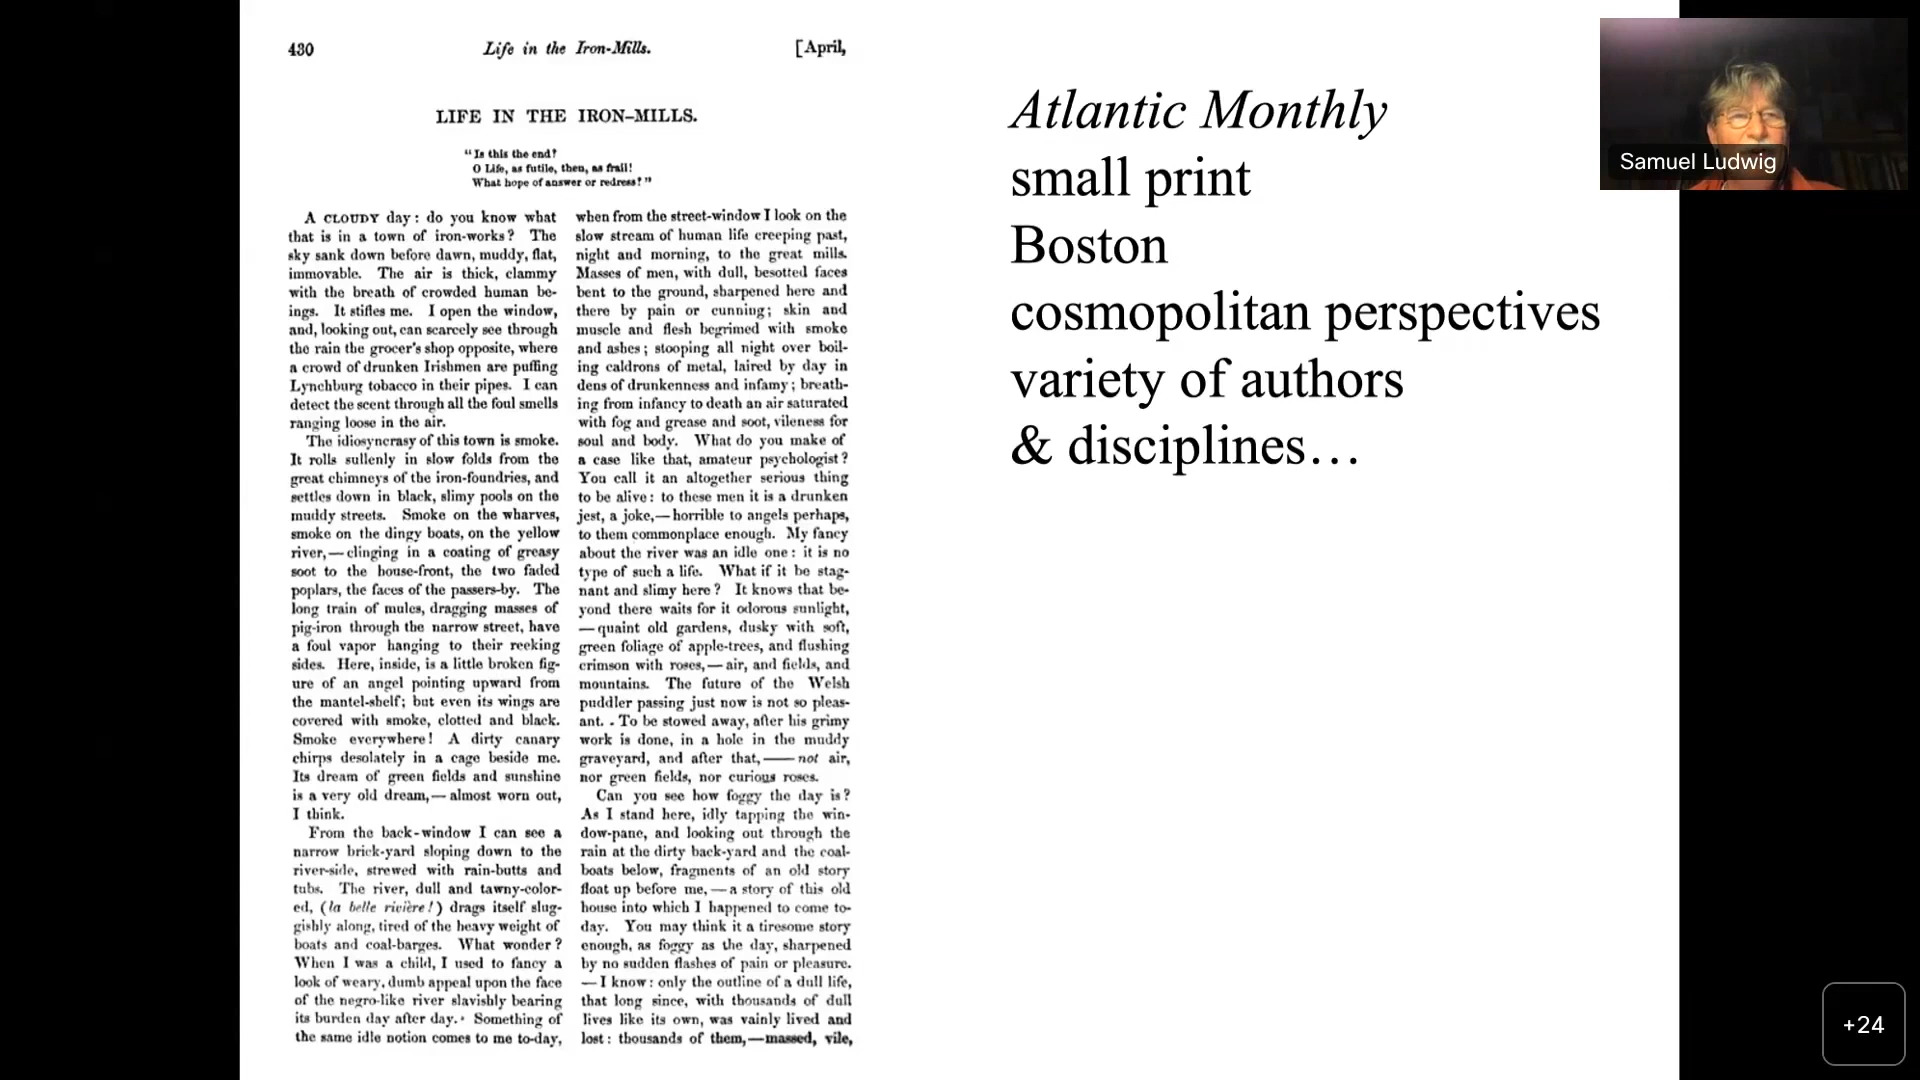 430 Life in the Iron-Mills. [April,
LIFE IN THE IRON-MILLS.
"Is this the end?
O Life, as futile, then, as frail!
What hope of answer or redress?"
A CLOUDY day: do you know what
that is in a town of iron-works? The
sky sank down before dawn, muddy, flat,
immovable. The air is thick, clammy
with the breath of crowded human be-
ings. It stifles me. I open the window,
and, looking out, can scarcely see through
the rain the grocer's shop opposite, where
a crowd of drunken Irishmen are puffing
Lynchburg tobacco in their pipes. I can
detect the scent through all the foul smells
ranging loose in the air.
The idiosyncrasy of this town is smoke.
It rolls sullenly in slow folds from the
great chimneys of the iron-foundries, and
settles down in black, slimy pools on the
muddy streets. Smoke on the wharves,
smoke on the dingy boats, on the yellow
river,—clinging in a coating of greasy
soot to the house-front, the two faded
poplars, the faces of the passers-by. The
long train of mules, dragging masses of
pig-iron through the narrow street, have
a foul vapor hanging to their reeking
sides. Here, inside, is a little broken fig-
ure of an angel pointing upward from
the mantel-shelf; but even its wings are
covered with smoke, clotted and black.
Smoke everywhere! A dirty canary
chirps desolately in a cage beside me.
Its dream of green fields and sunshine
is a very old dream,—almost worn out,
I think.
From the back-window I can see a
narrow brick-yard sloping down to the
river-side, strewed with rain-butts and
tubs. The river, dull and tawny-color-
ed, (la belle rivière!) drags itself slug-
gishly along, tired of the heavy weight of
boats and coal-barges. What wonder?
When I was a child, I used to fancy a
look of weary, dumb appeal upon the face
of the negro-like river slavishly bearing
its burden day after day. Something of
the same idle notion comes to me to-day,
when from the street-window I look on the
slow stream of human life creeping past,
night and morning, to the great mills.
Masses of men, with dull, besotted faces
bent to the ground, sharpened here and
there by pain or cunning; skin and
muscle and flesh begrimed with smoke
and ashes; stooping all night over boil-
ing caldrons of metal, laired by day in
dens of drunkenness and infamy; breath-
ing from infancy to death an air saturated
with fog and grease and soot, vileness for
soul and body. What do you make of
a case like that, amateur psychologist?
You call it an altogether serious thing
to be alive: to these men it is a drunken
jest, a joke,—horrible to angels perhaps,
to them commonplace enough. My fancy
about the river was an idle one: it is no
type of such a life. What if it be stag-
nant and slimy here? It knows that be-
yond there waits for it odorous sunlight,
—quaint old gardens, dusky with soft,
green foliage of apple-trees, and flushing
crimson with roses,—air, and fields, and
mountains. The future of the Welsh
puddler passing just now is not so pleas-
ant. To be stowed away, after his grimy
work is done, in a hole in the muddy
graveyard, and after that,——not air,
nor green fields, nor curious roses.
Can you see how foggy the day is?
As I stand here, idly tapping the win-
dow-pane, and looking out through the
rain at the dirty back-yard and the coal-
boats below, fragments of an old story
float up before me,—a story of this old
house into which I happened to come to-
day. You may think it a tiresome story
enough, as foggy as the day, sharpened
by no sudden flashes of pain or pleasure.
—I know: only the outline of a dull life,
that long since, with thousands of dull
lives like its own, was vainly lived and
lost: thousands of them,—massed, vile,
Atlantic Monthly
small print
Boston
cosmopolitan perspectives
variety of authors
& disciplines…
Samuel Ludwig
+24